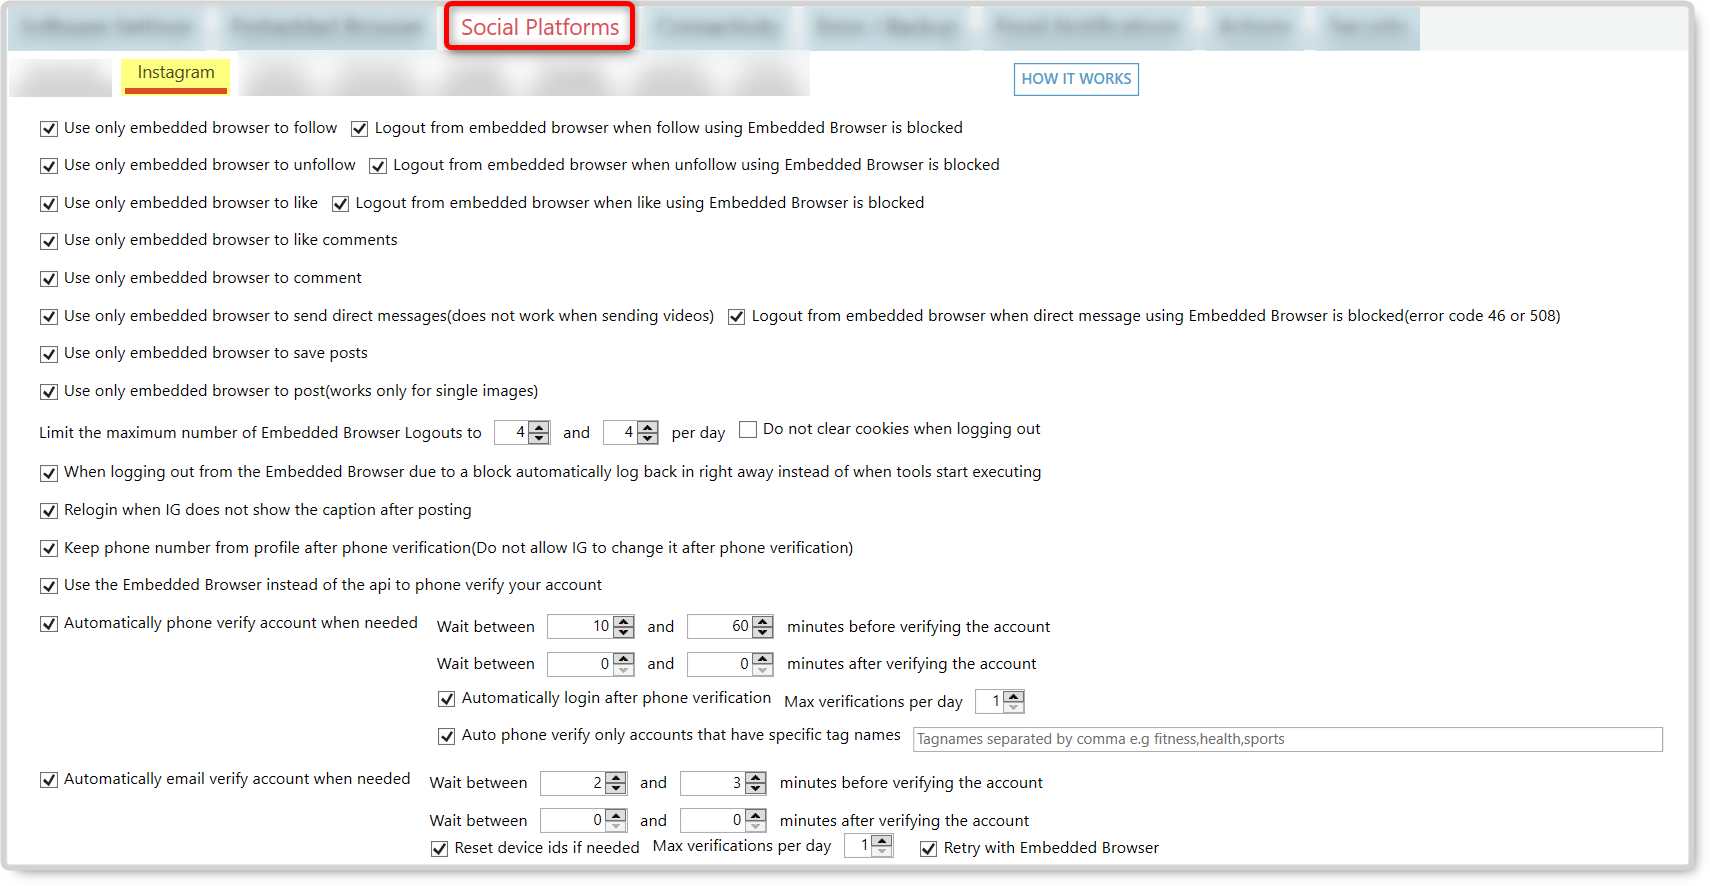 Social Platforms
Instagram
HOW IT WORKS
Use only embedded browser to follow Logout from embedded browser when follow using Embedded Browser is blocked
Use only embedded browser to unfollow Logout from embedded browser when unfollow using Embedded Browser is blocked
Use only embedded browser to like Logout from embedded browser when like using Embedded Browser is blocked
Use only embedded browser to like comments
Use only embedded browser to comment
Use only embedded browser to send direct messages(does not work when sending videos) Logout from embedded browser when direct message using Embedded Browser is blocked(error code 46 or 508)
Use only embedded browser to save posts
Use only embedded browser to post(works only for single images)
Limit the maximum number of Embedded Browser Logouts to 4 and 4 per day Do not clear cookies when logging out
When logging out from the Embedded Browser due to a block automatically log back in right away instead of when tools start executing
Relogin when IG does not show the caption after posting
Keep phone number from profile after phone verification(Do not allow IG to change it after phone verification)
Use the Embedded Browser instead of the api to phone verify your account
Automatically phone verify account when needed Wait between 10 and 60 minutes before verifying the account
Wait between 0 and 0 minutes after verifying the account
Automatically login after phone verification Max verifications per day 1
Auto phone verify only accounts that have specific tag names Tagnames separated by comma e.g fitness,health,sports
Automatically email verify account when needed Wait between 2 and 3 minutes before verifying the account
Wait between 0 and 0 minutes after verifying the account
Reset device ids if needed Max verifications per day 1 Retry with Embedded Browser